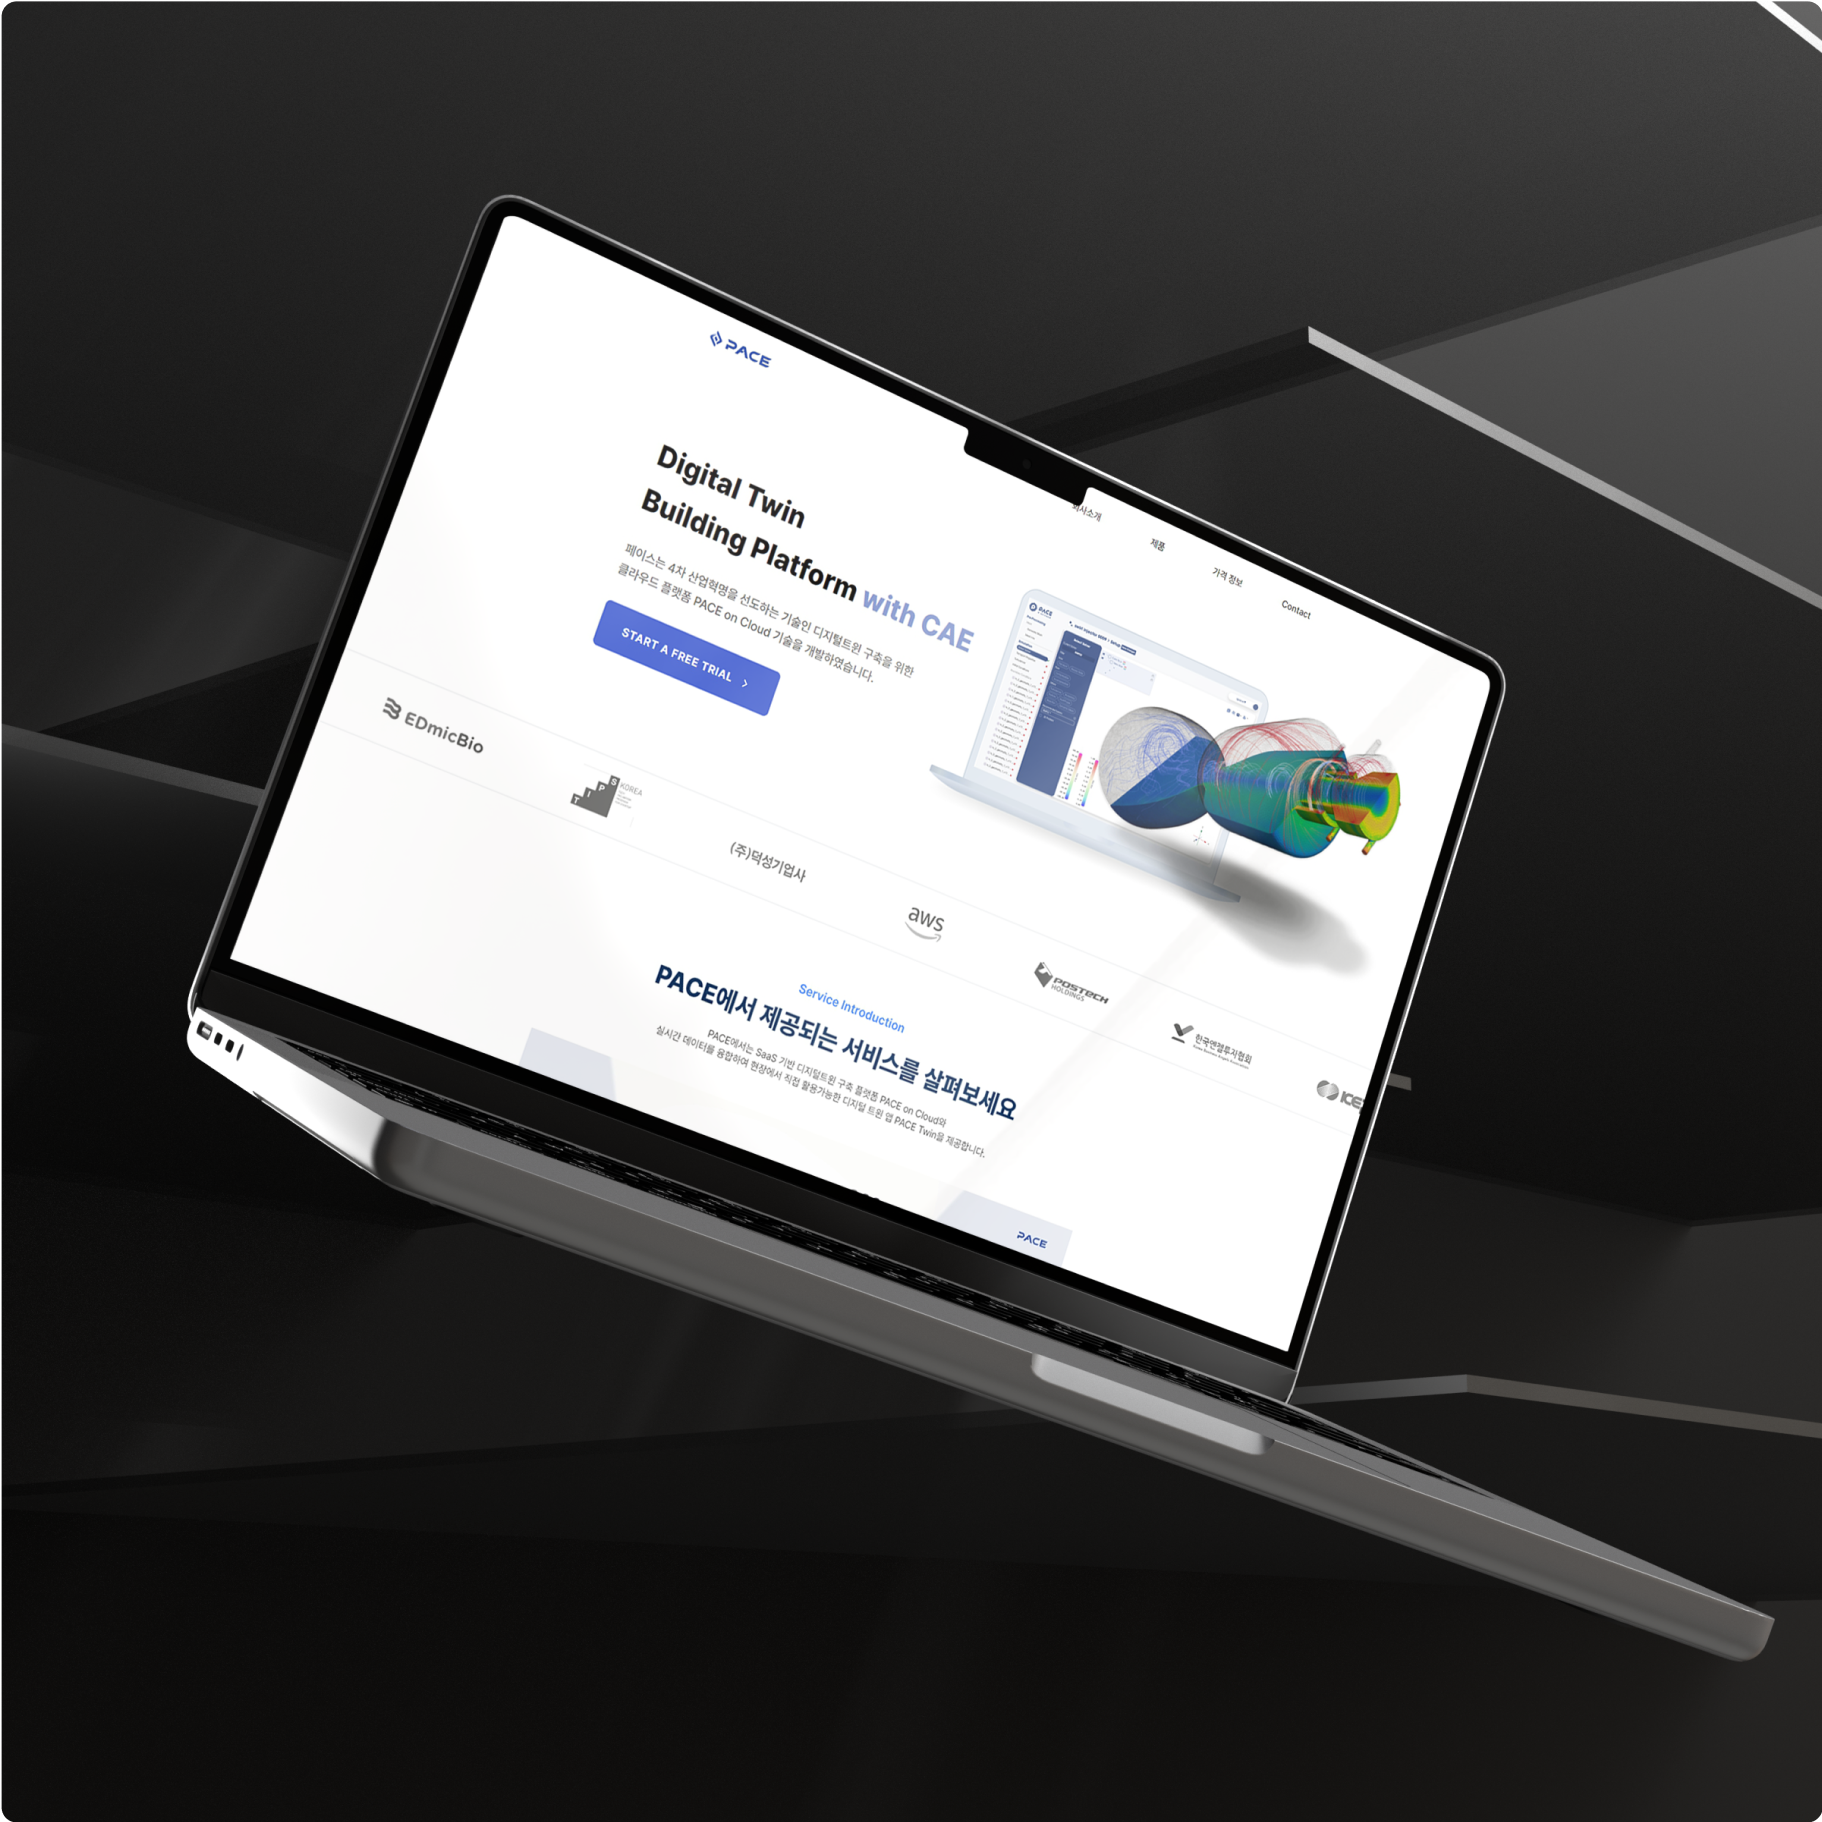 PACE
회사소개
제품
가격 정보
Contact
Digital Twin
Building Platform with CAE
페이스는 4차 산업혁명을 선도하는 기술인 디지털트윈 구축을 위한
클라우드 플랫폼 PACE on Cloud 기술을 개발하였습니다.
START A FREE TRIAL
PACE
EDmicBio
TIPS
KOREA
(주)덕성기업사
aws
POSTECH
HOLDINGS
한국엔젤투자협회
Service Introduction
PACE에서 제공되는 서비스를 살펴보세요
PACE에서는 SaaS 기반 디지털트윈 구축 플랫폼 PACE on Cloud와
실시간 데이터를 융합하여 현장에서 직접 활용가능한 디지털 트윈 앱 PACE Twin을 제공합니다.
PACE